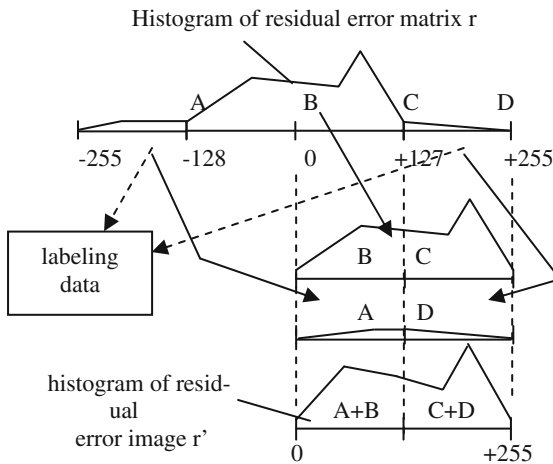 Histogram of residual error matrix r
A B C D
-255 -128 0 +127 +255
labeling
data
B C
A D
histogram of resid-
ual
error image r’
A+B C+D
0 +255